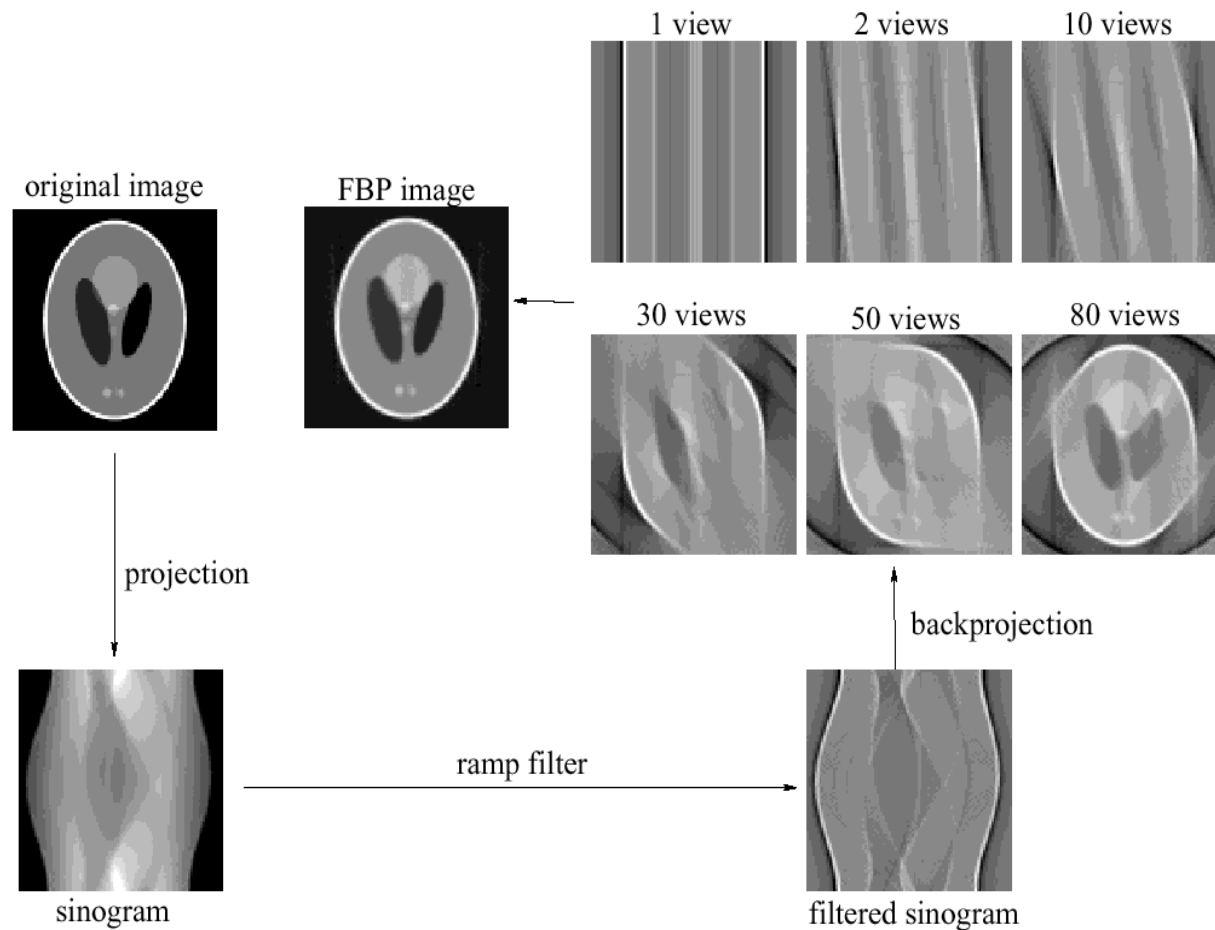 1 view
2 views
10 views
original image
FBP image
30 views
50 views
80 views
projection
backprojection
ramp filter
sinogram
filtered sinogram